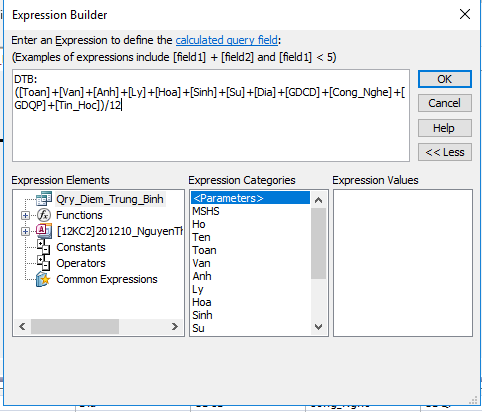 Expression Builder
Enter an Expression to define the calculated query field:
(Examples of expressions include [field1] + [field2] and [field1] < 5)
DTB:
([Toan]+[Van]+[Anh]+[Ly]+[Hoa]+[Sinh]+[Su]+[Dia]+[GDCD]+[Cong_Nghe]+[
GDQP]+[Tin_Hoc])/12
OK
Cancel
Help
<< Less
Expression Elements
Qry_Diem_Trung_Binh
Functions
[12KC2]201210_NguyenTh
Constants
Operators
Common Expressions
Expression Categories
<Parameters>
MSHS
Ho
Ten
Toan
Van
Anh
Ly
Hoa
Sinh
Su
Expression Values